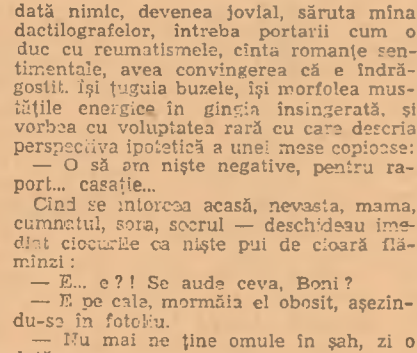 dată nimic, devenea jovial, săruta mîna
dactilografelor, întreba portarii cum o
duc cu reumatismele, cînta romanțe sen-
timentale, avea convingerea că e îndră-
gostit. Își țuguia buzele, își morfolea mus-
tățile energice în gingia însingerată, și
vorbea cu voluptatea rară cu care descria
perspectiva ipotetică a unei mese copioase:
— O să am niște negative, pentru ra-
port... casație...
Cînd se întorcea acasă, nevasta, mama,
cumnatul, sora, socrul — deschideau ime-
diat ciocurile ca niște pui de cioară flă-
mînzi :
— E... e?! Se aude ceva, Boni?
— E pe cale, mormăia el obosit, așezîn-
du-se în fotoliu.
— Nu mai ne ține omule în șah, zi o